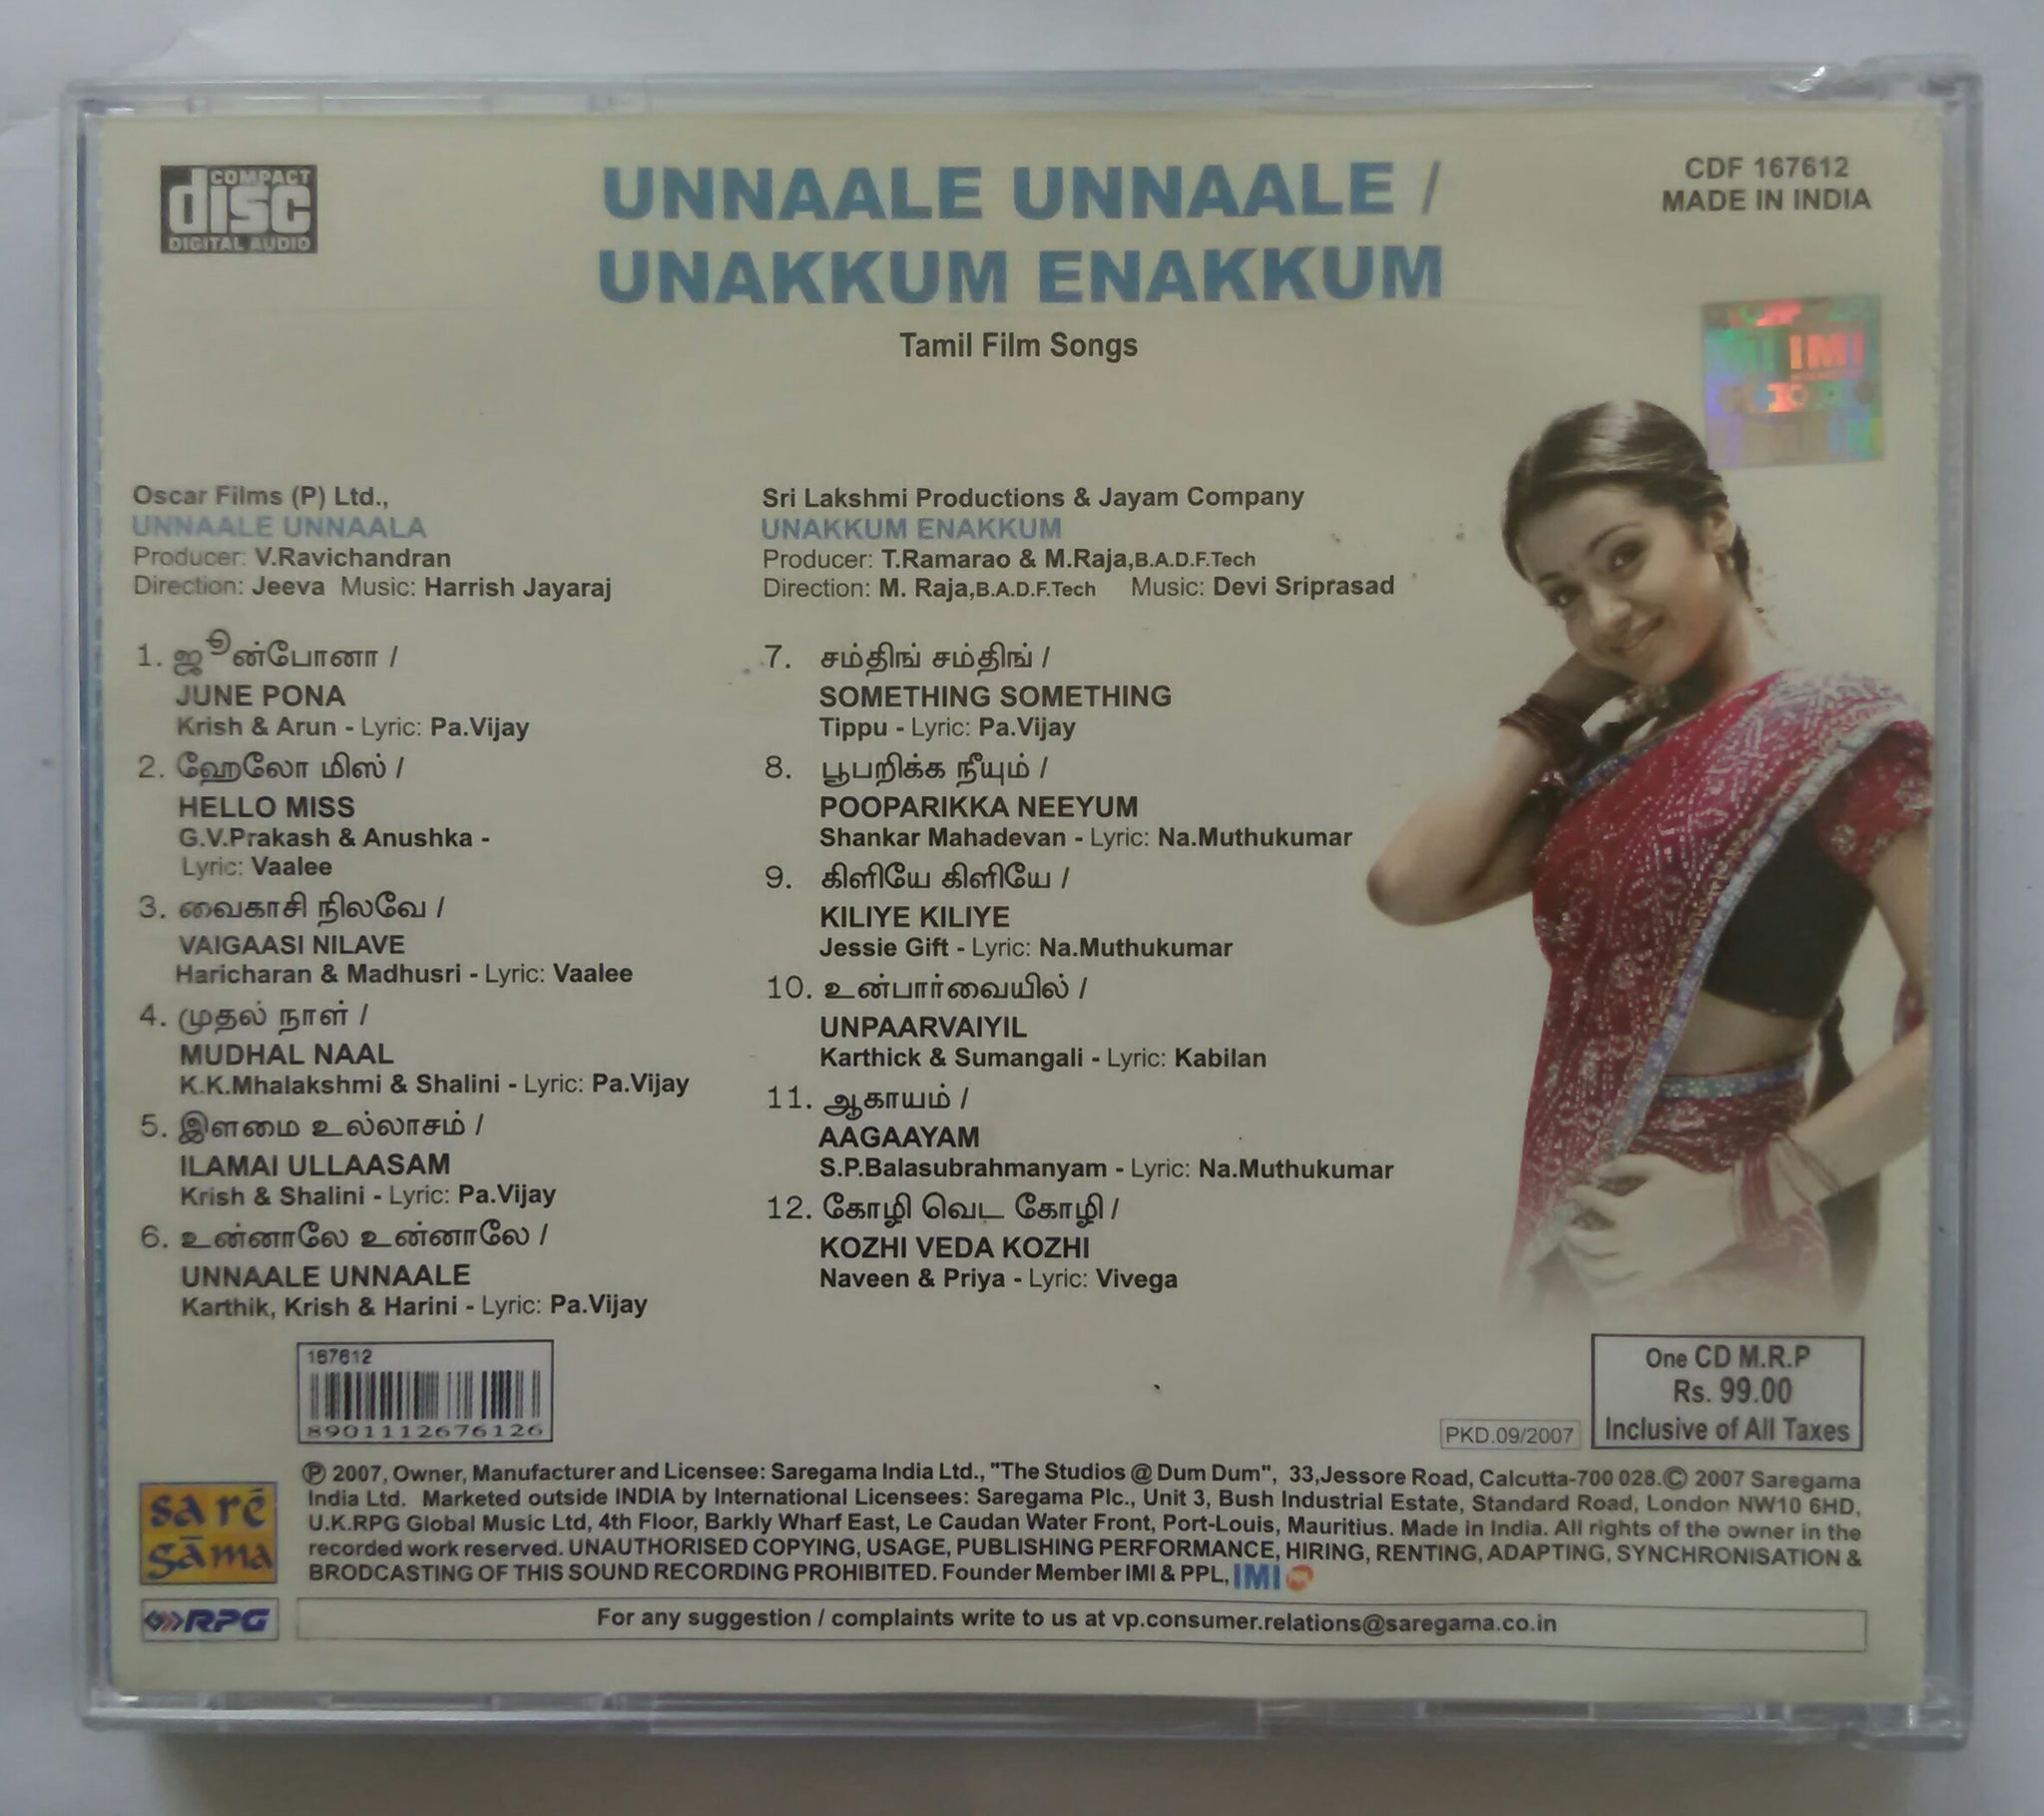 COMPACT
disc
DIGITAL AUDIO
UNNAALE UNNAALE /
UNAKKUM ENAKKUM
Tamil Film Songs
CDF 167612
MADE IN INDIA
IMI
Oscar Films (P) Ltd.,
UNNAALE UNNAALA
Producer: V.Ravichandran
Direction: Jeeva Music: Harrish Jayaraj
1. ஜூன்போனா /
JUNE PONA
Krish & Arun - Lyric: Pa.Vijay
2. ஹேலோ மிஸ் /
HELLO MISS
G.V.Prakash & Anushka -
Lyric: Vaalee
3. வைகாசி நிலவே /
VAIGAASI NILAVE
Haricharan & Madhusri - Lyric: Vaalee
4. முதல் நாள் /
MUDHAL NAAL
K.K.Mhalakshmi & Shalini - Lyric: Pa.Vijay
5. இளமை உல்லாசம் /
ILAMAI ULLAASAM
Krish & Shalini - Lyric: Pa.Vijay
6. உன்னாலே உன்னாலே /
UNNAALE UNNAALE
Karthik, Krish & Harini - Lyric: Pa.Vijay
Sri Lakshmi Productions & Jayam Company
UNAKKUM ENAKKUM
Producer: T.Ramarao & M.Raja,B.A.D.F.Tech
Direction: M. Raja,B.A.D.F.Tech Music: Devi Sriprasad
7. சம்திங் சம்திங் /
SOMETHING SOMETHING
Tippu - Lyric: Pa.Vijay
8. பூபறிக்க நீயும் /
POOPARIKKA NEEYUM
Shankar Mahadevan - Lyric: Na.Muthukumar
9. கிளியே கிளியே /
KILIYE KILIYE
Jessie Gift - Lyric: Na.Muthukumar
10. உன்பார்வையில் /
UNPAARVAIYIL
Karthick & Sumangali - Lyric: Kabilan
11. ஆகாயம் /
AAGAAYAM
S.P.Balasubrahmanyam - Lyric: Na.Muthukumar
12. கோழி வெட கோழி /
KOZHI VEDA KOZHI
Naveen & Priya - Lyric: Vivega
167612
8901112676126
PKD.09/2007
One CD M.R.P
Rs. 99.00
Inclusive of All Taxes
sa rē
gāma
RPG
℗ 2007, Owner, Manufacturer and Licensee: Saregama India Ltd., "The Studios @ Dum Dum", 33,Jessore Road, Calcutta-700 028.© 2007 Saregama
India Ltd. Marketed outside INDIA by International Licensees: Saregama Plc., Unit 3, Bush Industrial Estate, Standard Road, London NW10 6HD,
U.K.RPG Global Music Ltd, 4th Floor, Barkly Wharf East, Le Caudan Water Front, Port-Louis, Mauritius. Made in India. All rights of the owner in the
recorded work reserved. UNAUTHORISED COPYING, USAGE, PUBLISHING PERFORMANCE, HIRING, RENTING, ADAPTING, SYNCHRONISATION &
BRODCASTING OF THIS SOUND RECORDING PROHIBITED. Founder Member IMI & PPL, IMI
For any suggestion / complaints write to us at vp.consumer.relations@saregama.co.in